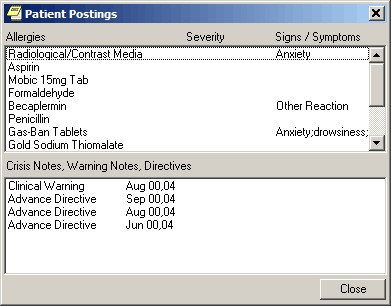 Patient Postings
Allergies Severity Signs / Symptoms
Radiological/Contrast Media Anxiety
Aspirin
Mobic 15mg Tab
Formaldehyde
Becaplermin Other Reaction
Penicillin
Gas-Ban Tablets Anxiety;drowsiness;
Gold Sodium Thiomalate
Crisis Notes, Warning Notes, Directives
Clinical Warning Aug 00,04
Advance Directive Sep 00,04
Advance Directive Aug 00,04
Advance Directive Jun 00,04
Close